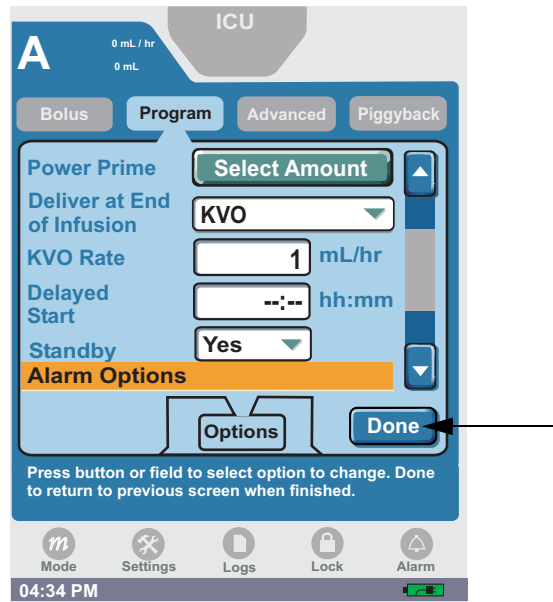 ICU
A
0 mL / hr
0 mL
Bolus Program Advanced Piggyback
Power Prime Select Amount
Deliver at End
of Infusion
KVO
KVO Rate 1 mL/hr
Delayed
Start
--:-- hh:mm
Standby Yes
Alarm Options
Options Done
Press button or field to select option to change. Done
to return to previous screen when finished.
m
Mode Settings Logs Lock Alarm
04:34 PM